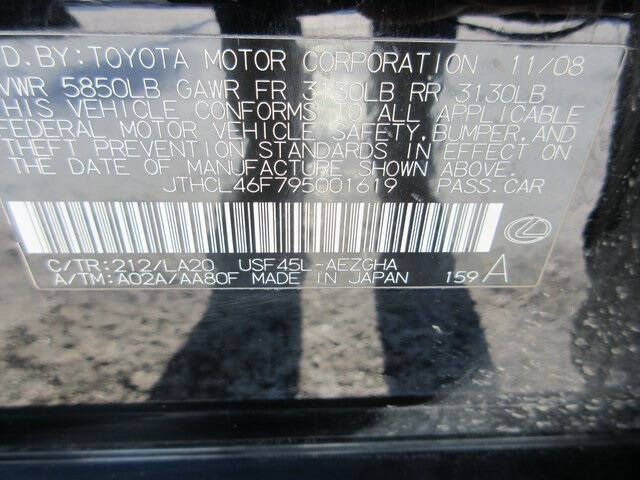 D.BY:TOYOTA MOTOR CORPORATION 11/08
VWR 5850LB GAWR FR 3130LB RR 3130LB
THIS VEHICLE CONFORMS TO ALL APPLICABLE
FEDERAL MOTOR VEHICLE SAFETY,BUMPER,AND
THEFT PREVENTION STANDARDS IN EFFECT ON
THE DATE OF MANUFACTURE SHOWN ABOVE.
JTHCL46F795001619 PASS.CAR
C/TR:212/LA20 USF45L-AEZGHA
A/TM:A02A/AA80F MADE IN JAPAN 159 A